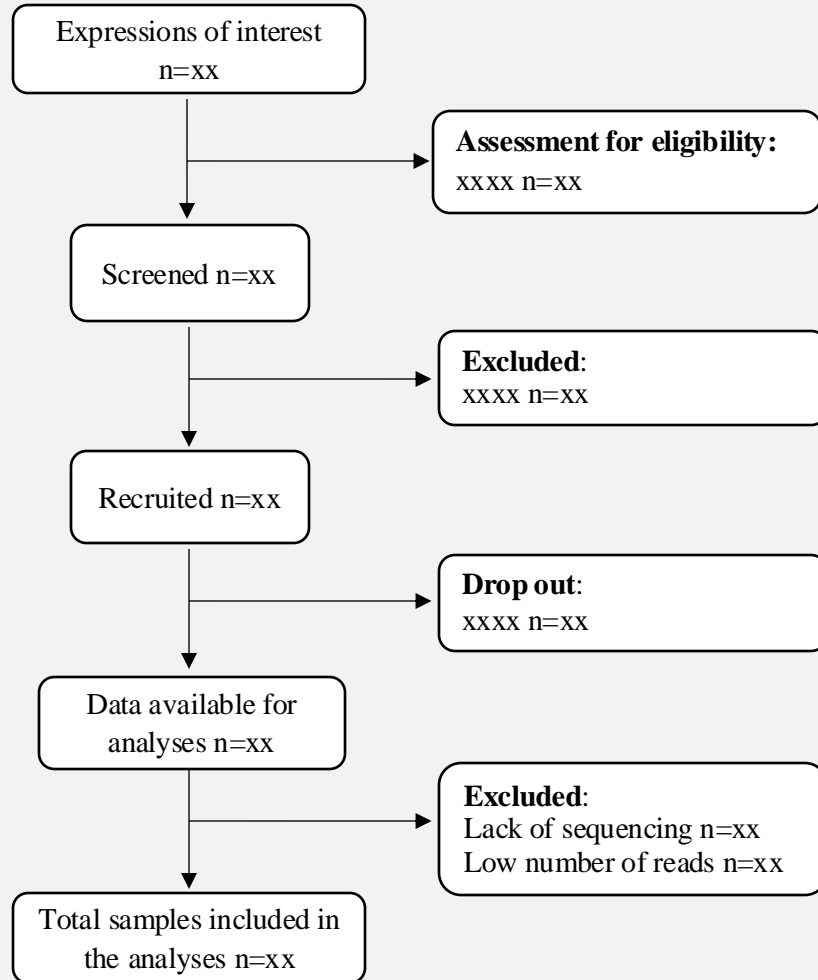 Expressions of interest
n=xx
Assessment for eligibility:
xxxx n=xx
Screened n=xx
Excluded:
xxxx n=xx
Recruited n=xx
Drop out:
xxxx n=xx
Data available for
analyses n=xx
Excluded:
Lack of sequencing n=xx
Low number of reads n=xx
Total samples included in
the analyses n=xx